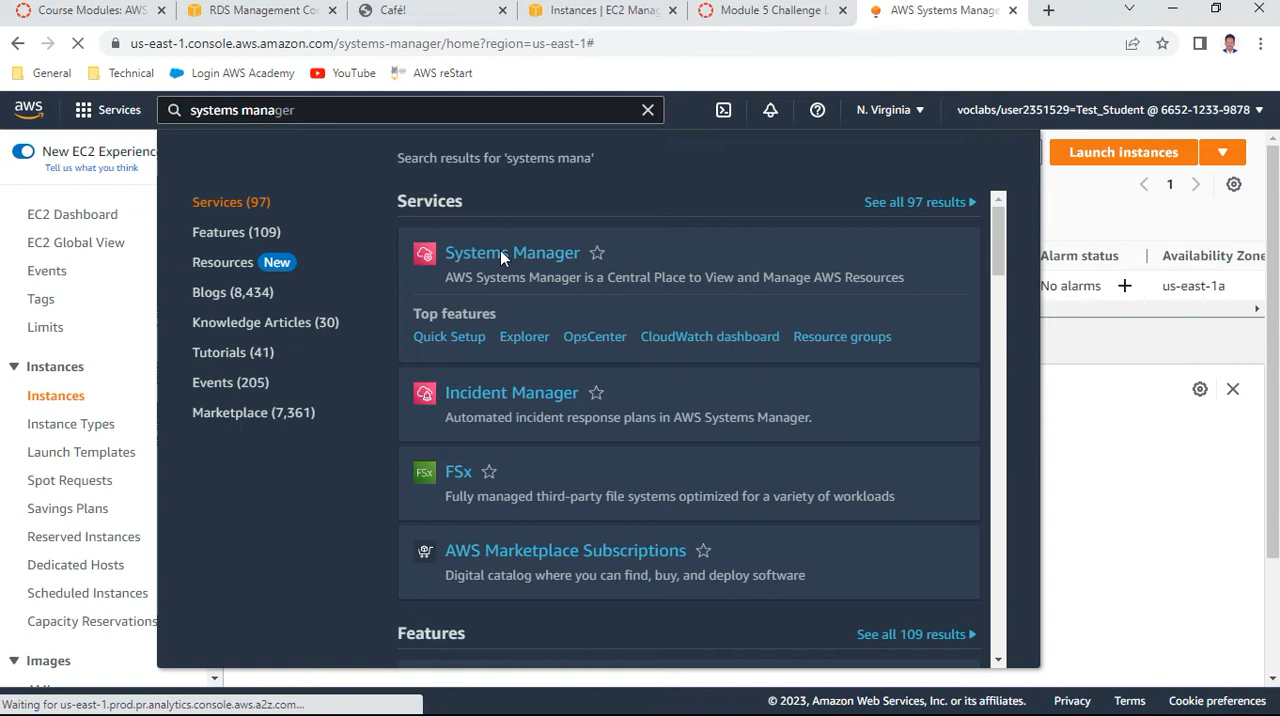 Course Modules: AWS
RDS Management Con
Café!
Instances | EC2 Manag
Module 5 Challenge L
AWS Systems Manage
us-east-1.console.aws.amazon.com/systems-manager/home?region=us-east-1#
General
Technical
Login AWS Academy
YouTube
AWS reStart
aws
Services
systems manager
N. Virginia
voclabs/user2351529=Test_Student @ 6652-1233-9878
New EC2 Experienc
Tell us what you think
EC2 Dashboard
EC2 Global View
Events
Tags
Limits
Instances
Instances
Instance Types
Launch Templates
Spot Requests
Savings Plans
Reserved Instances
Dedicated Hosts
Scheduled Instances
Capacity Reservations
Images
Search results for 'systems mana'
Services (97)
Features (109)
Resources New
Blogs (8,434)
Knowledge Articles (30)
Tutorials (41)
Events (205)
Marketplace (7,361)
Services
See all 97 results
Systems Manager
AWS Systems Manager is a Central Place to View and Manage AWS Resources
Top features
Quick Setup Explorer OpsCenter CloudWatch dashboard Resource groups
Incident Manager
Automated incident response plans in AWS Systems Manager.
FSx
FSx
Fully managed third-party file systems optimized for a variety of workloads
AWS Marketplace Subscriptions
Digital catalog where you can find, buy, and deploy software
Features
See all 109 results
Launch instances
1
Alarm status
Availability Zone
No alarms
us-east-1a
Waiting for us-east-1.prod.pr.analytics.console.aws.a2z.com...
© 2023, Amazon Web Services, Inc. or its affiliates.
Privacy
Terms
Cookie preferences